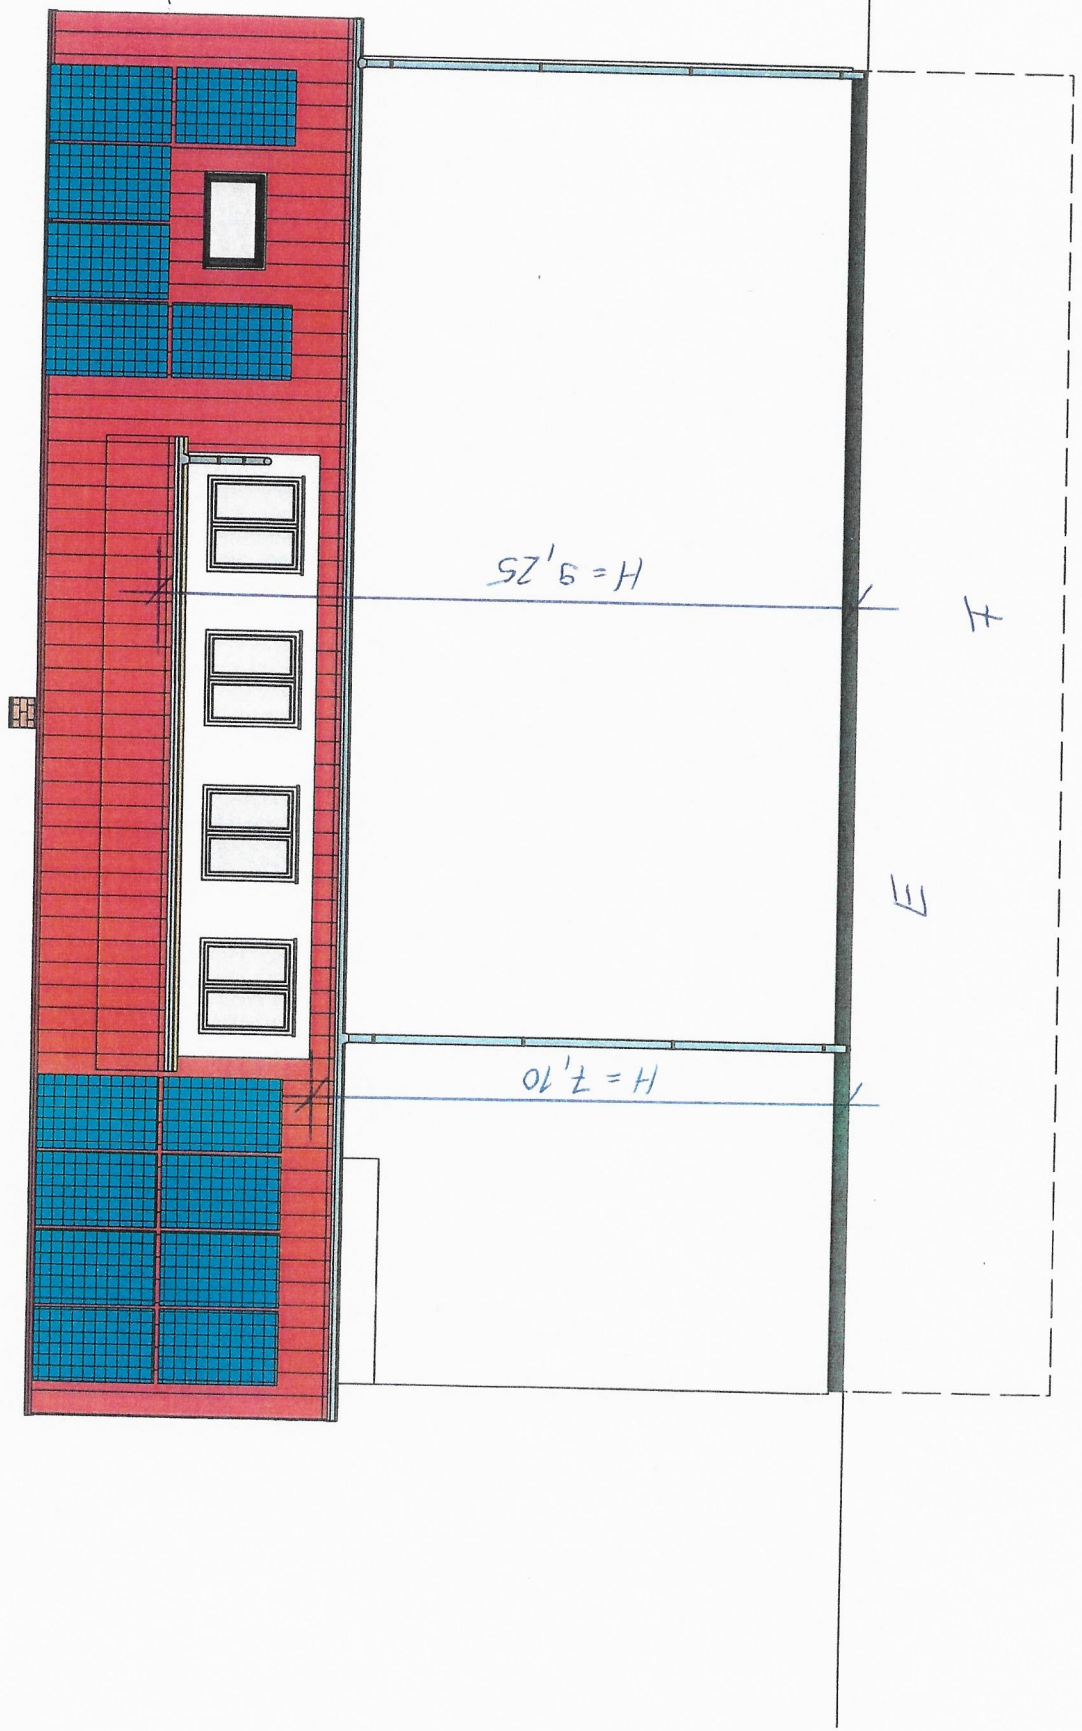 H = 9,25
H = 7,10